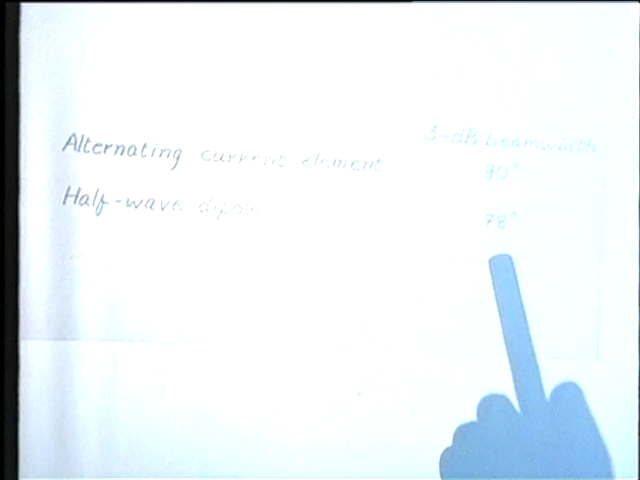 3-dB beamwidth
Alternating current element 90°
Half-wave dipole 78°